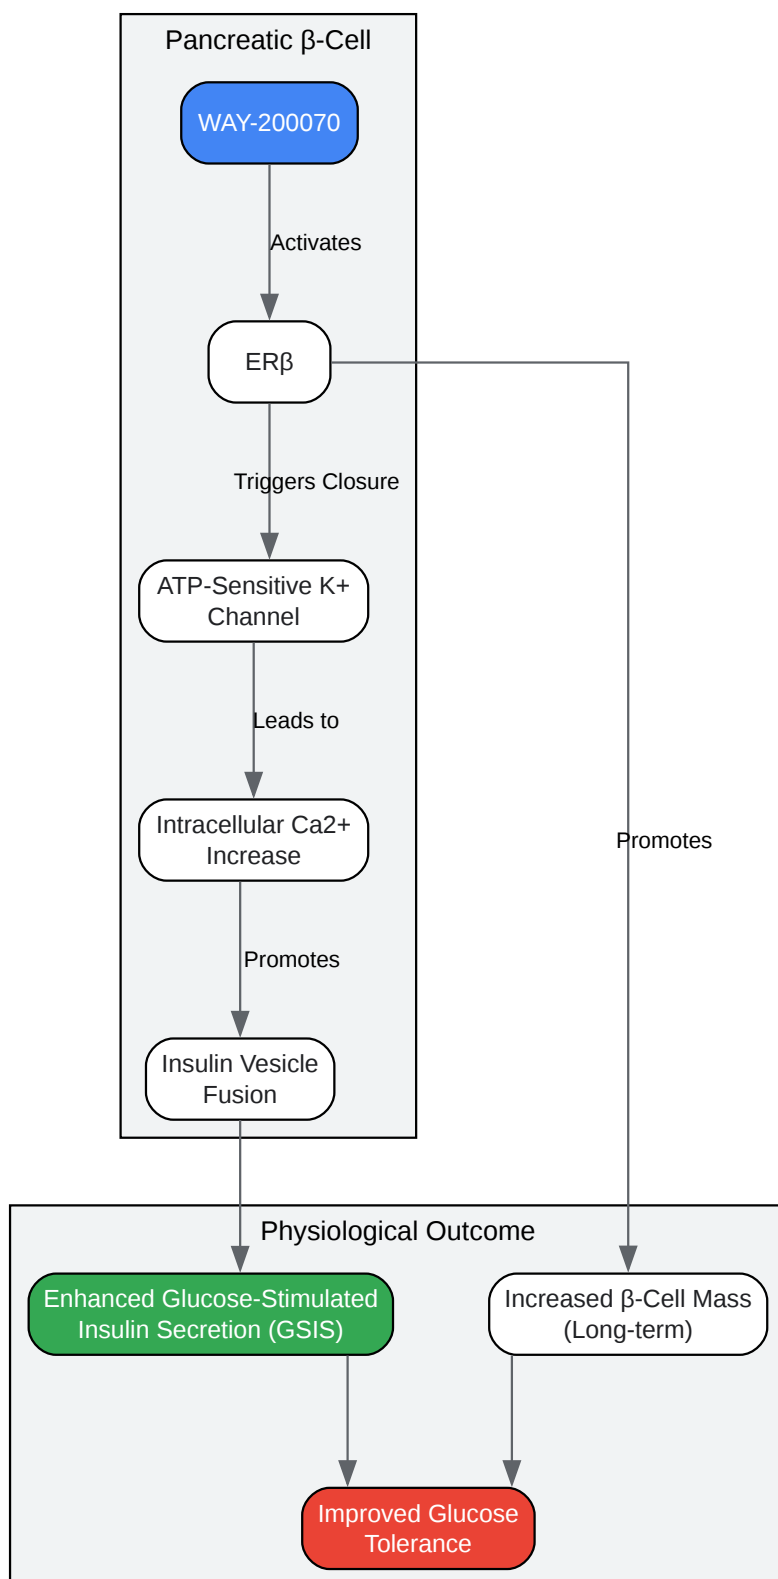 Pancreatic β-Cell
WAY-200070
Activates
ERβ
Triggers Closure
ATP-Sensitive K+
Channel
Leads to
Intracellular Ca2+
Increase
Promotes
Promotes
Insulin Vesicle
Fusion
Physiological Outcome
Enhanced Glucose-Stimulated
Insulin Secretion (GSIS)
Increased β-Cell Mass
(Long-term)
Improved Glucose
Tolerance